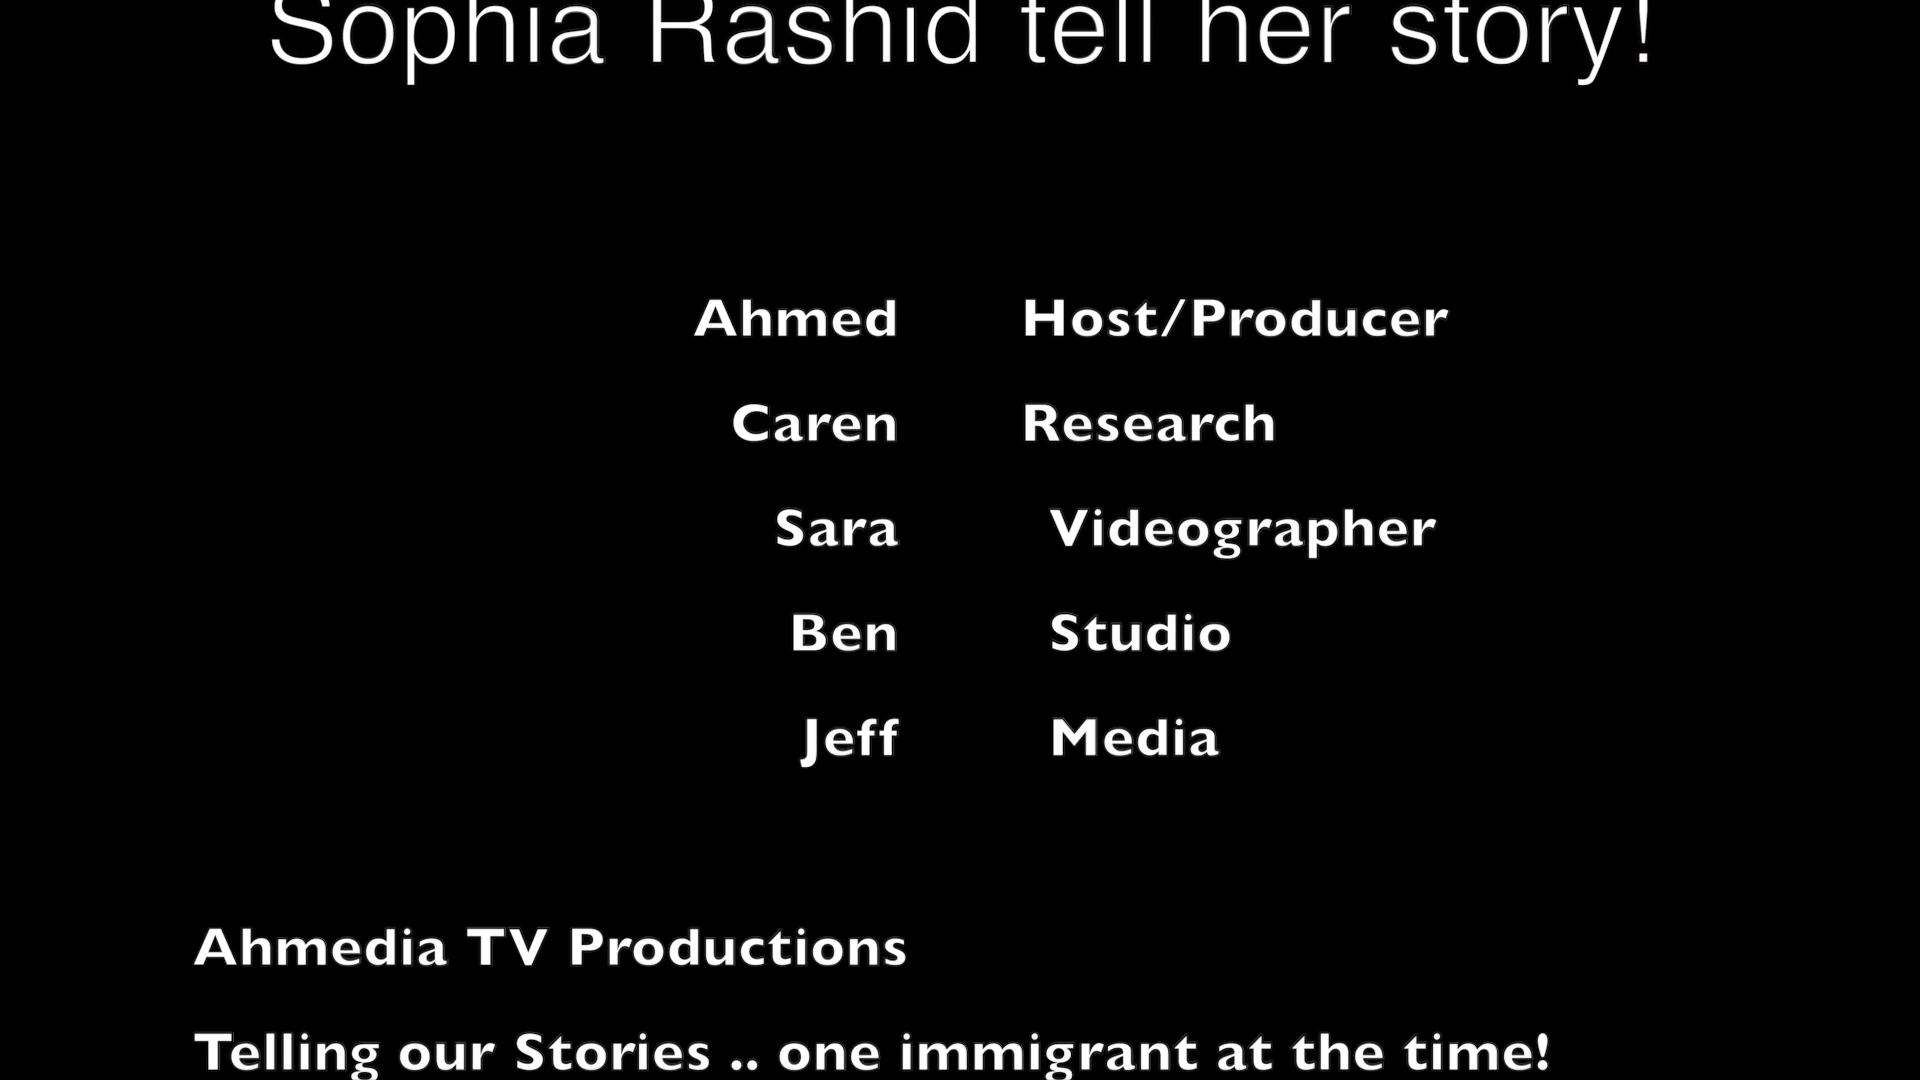 Sophia Rashid tell her story!
Ahmed Host/Producer
Caren Research
Sara Videographer
Ben Studio
Jeff Media
Ahmedia TV Productions
Telling our Stories .. one immigrant at the time!